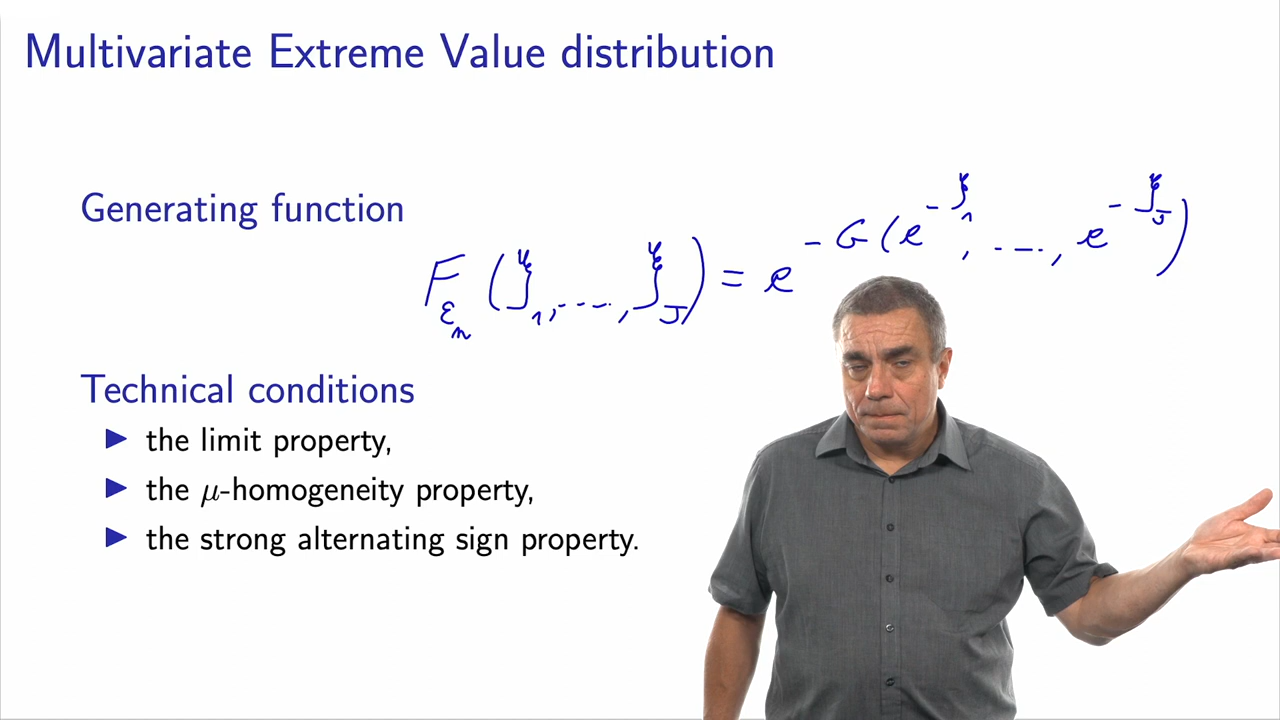 Multivariate Extreme Value distribution
Generating function
F_{ε_n} (ξ_1, ..., ξ_J) = e^{-G(e^{-ξ_1}, ..., e^{-ξ_J})}
Technical conditions
▶ the limit property,
▶ the μ-homogeneity property,
▶ the strong alternating sign property.